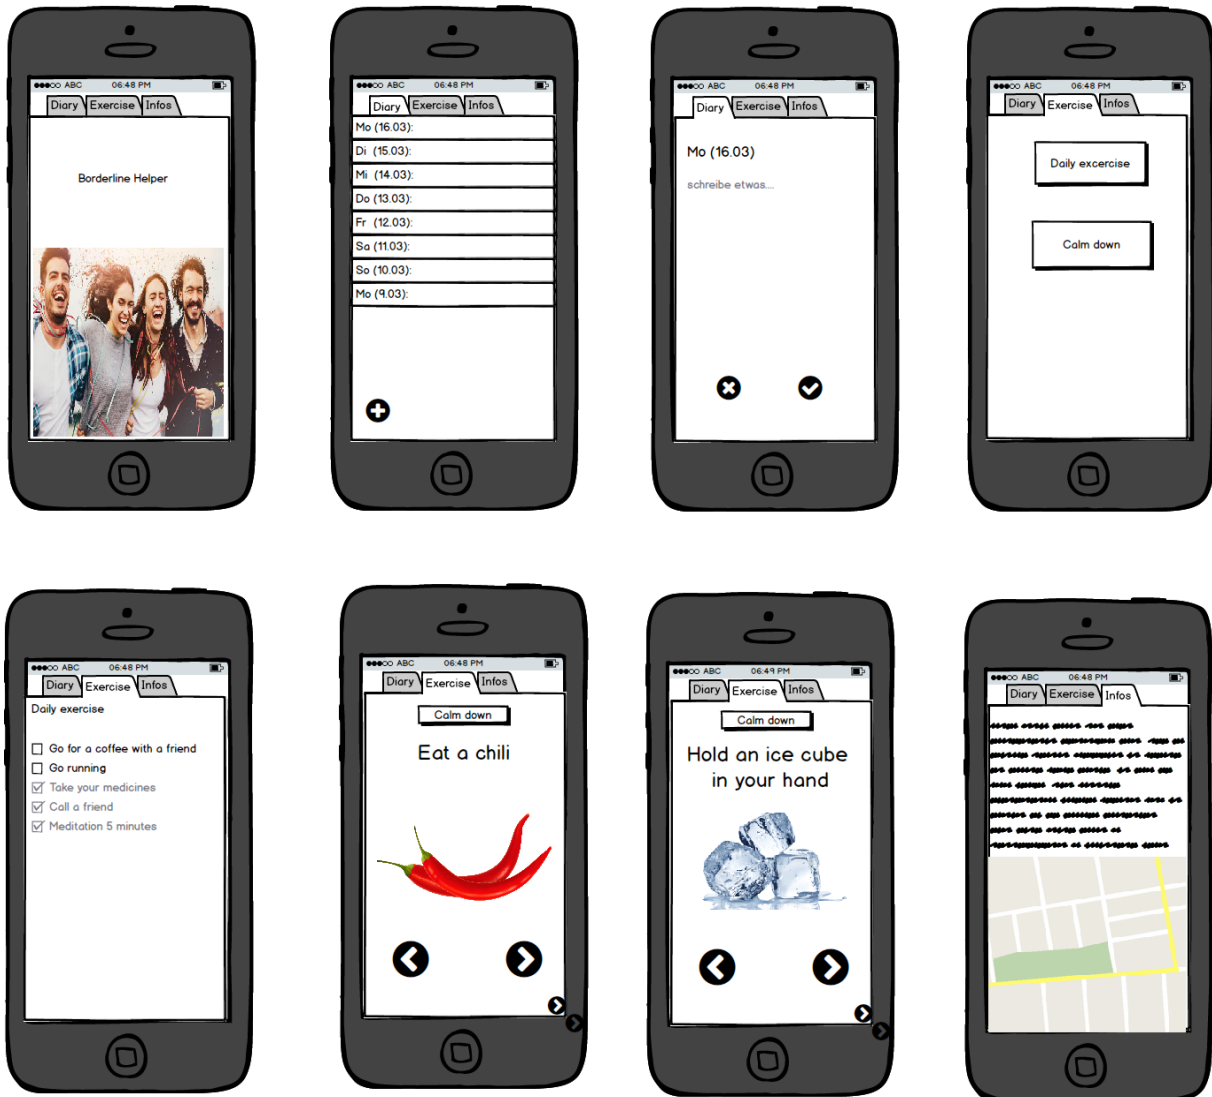 ABC 06:48 PM
Diary Exercise Infos
Borderline Helper
ABC 06:48 PM
Diary Exercise Infos
Mo (16.03):
Di (15.03):
Mi (14.03):
Do (13.03):
Fr (12.03):
Sa (11.03):
So (10.03):
Mo (9.03):
ABC 06:48 PM
Diary Exercise Infos
Mo (16.03)
schreibe etwas....
ABC 06:48 PM
Diary Exercise Infos
Daily excercise
Calm down
ABC 06:48 PM
Diary Exercise Infos
Daily exercise
Go for a coffee with a friend
Go running
Take your medicines
Call a friend
Meditation 5 minutes
ABC 06:48 PM
Diary Exercise Infos
Calm down
Eat a chili
ABC 06:49 PM
Diary Exercise Infos
Calm down
Hold an ice cube
in your hand
ABC 06:48 PM
Diary Exercise Infos